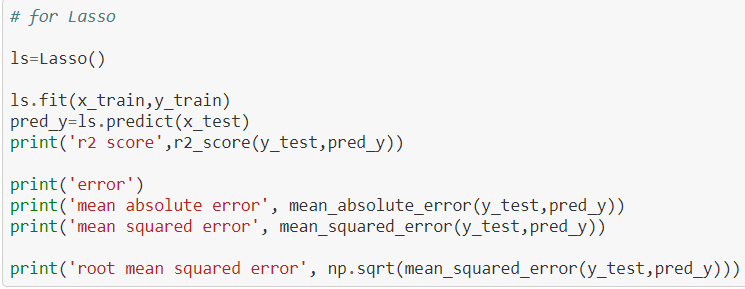 # for Lasso
ls=Lasso()
ls.fit(x_train,y_train)
pred_y=ls.predict(x_test)
print('r2 score',r2_score(y_test,pred_y))
print('error')
print('mean absolute error', mean_absolute_error(y_test,pred_y))
print('mean squared error', mean_squared_error(y_test,pred_y))
print('root mean squared error', np.sqrt(mean_squared_error(y_test,pred_y)))